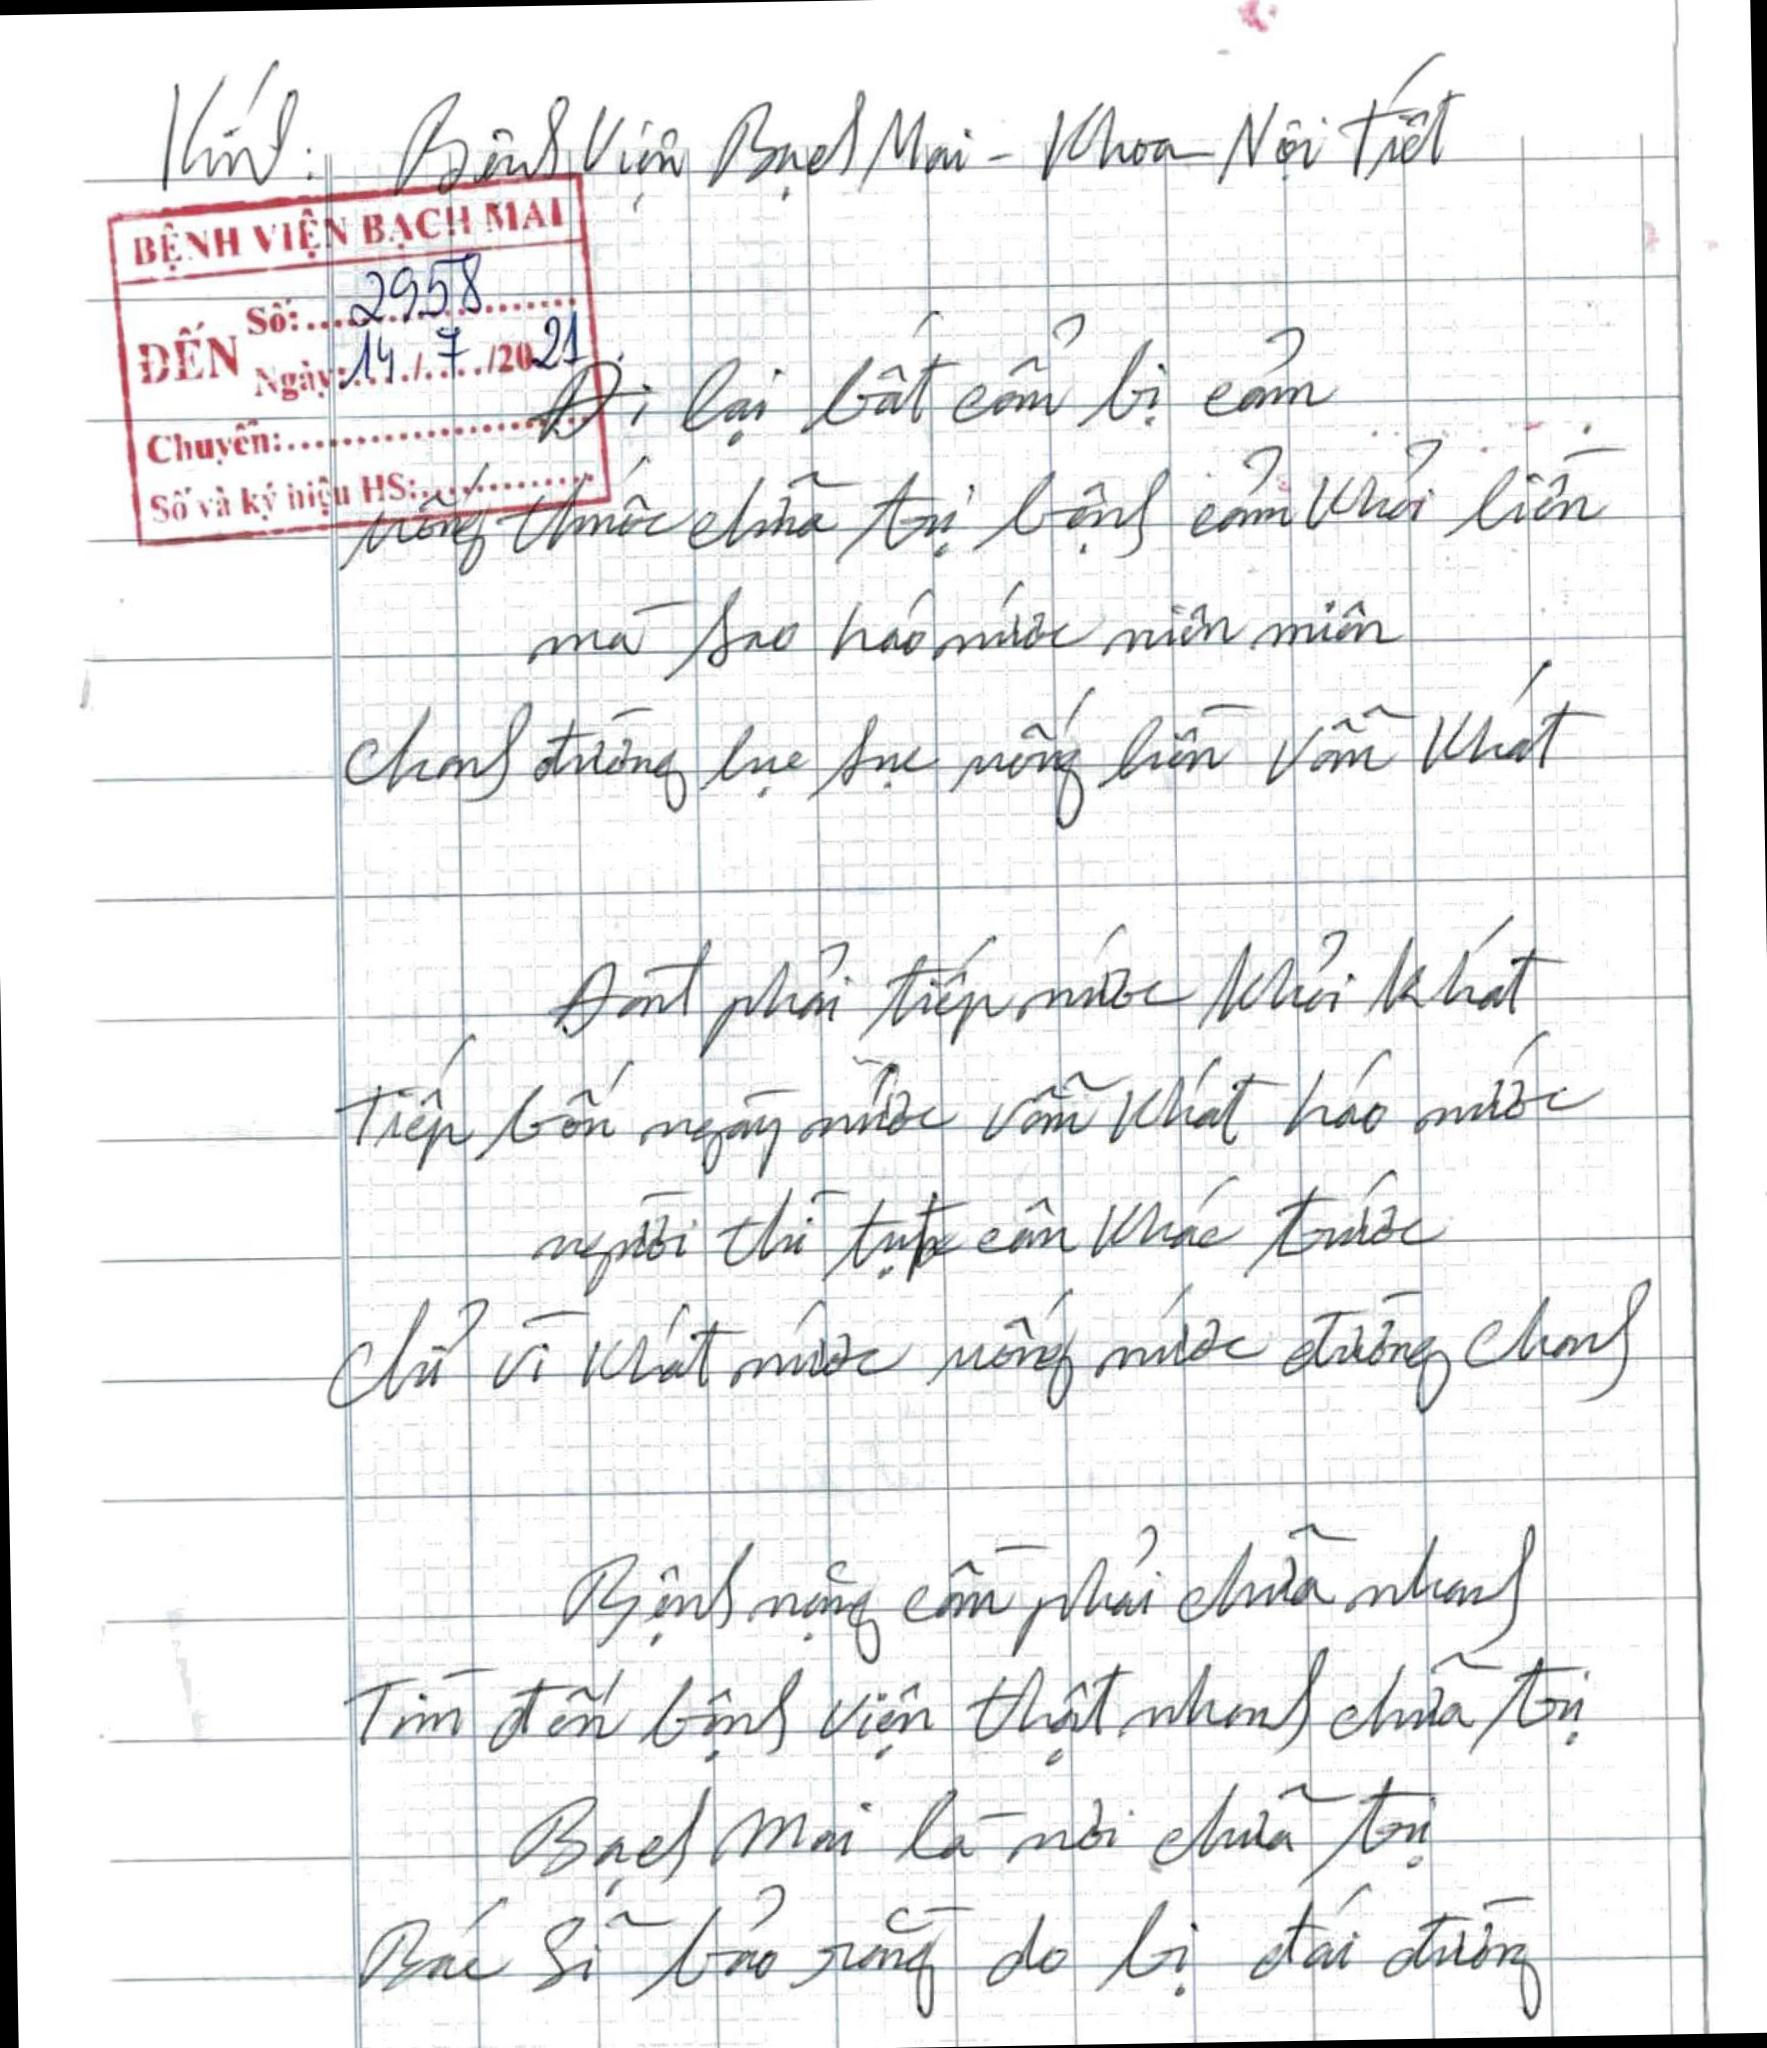 Kính: Bệnh Viện Bạch Mai - Khoa Nội Tiết
BỆNH VIỆN BẠCH MAI
Số: 2958
ĐẾN
Ngày: 14 / 7 / 2021
Chuyển:
Số và ký hiệu HS:
Đi lại bất cẩn bị cảm
uống thuốc chữa trị bệnh cảm khỏi liền
mà sao háo nước niên miên
chanh đường lục sục uống liền vẫn khát
Đành phải tiếp nước khỏi khát
Tiếp bốn ngày nước vẫn khát háo nước
người thì tụt cân khác trước
chỉ vì khát nước uống nước đường chanh
Bệnh nặng cần phải chữa nhanh
Tìm đến bệnh viện thật nhanh chữa trị
Bạch Mai là nơi chữa trị
Bác sĩ bảo rằng do bị đái đường